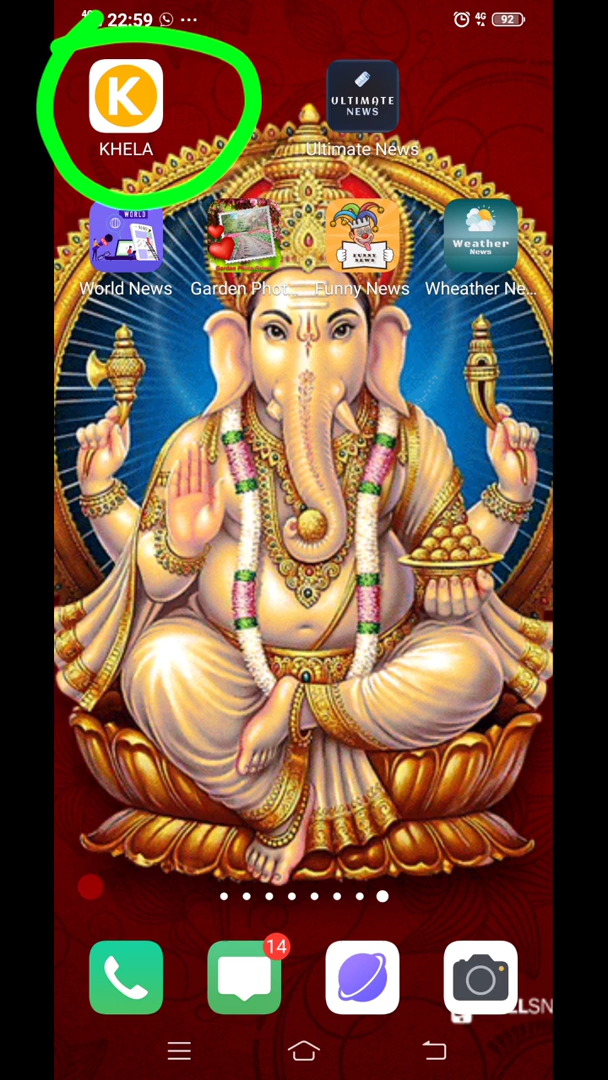 4G 22:59 4G 92
K
KHELA
ULTIMATE
NEWS
Ultimate News
WORLD
Weather
News
FUNNY
NEWS
World News Garden Phot... Funny News Wheather Ne...
14